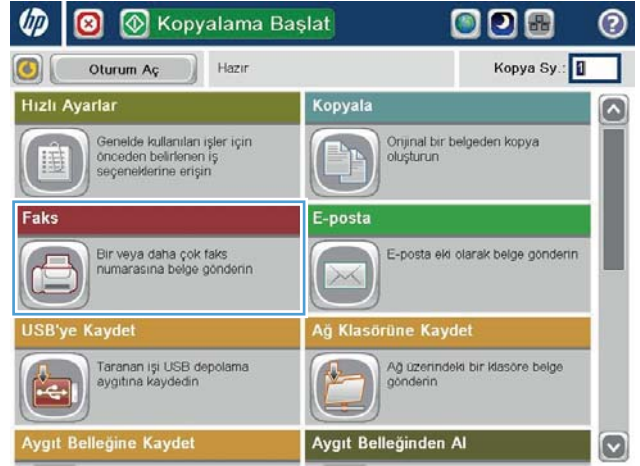 hp
Kopyalama Başlat
?
Oturum Aç
Hazır
Kopya Sy.: 1
Hızlı Ayarlar
Genelde kullanılan işler için
önceden belirlenen iş
seçeneklerine erişin
Kopyala
Orijinal bir belgeden kopya
oluşturun
Faks
Bir veya daha çok faks
numarasına belge gönderin
E-posta
E-posta eki olarak belge gönderin
USB'ye Kaydet
Taranan işi USB depolama
aygıtına kaydedin
Ağ Klasörüne Kaydet
Ağ üzerindeki bir klasöre belge
gönderin
Aygıt Belleğine Kaydet
Aygıt Belleğinden Al